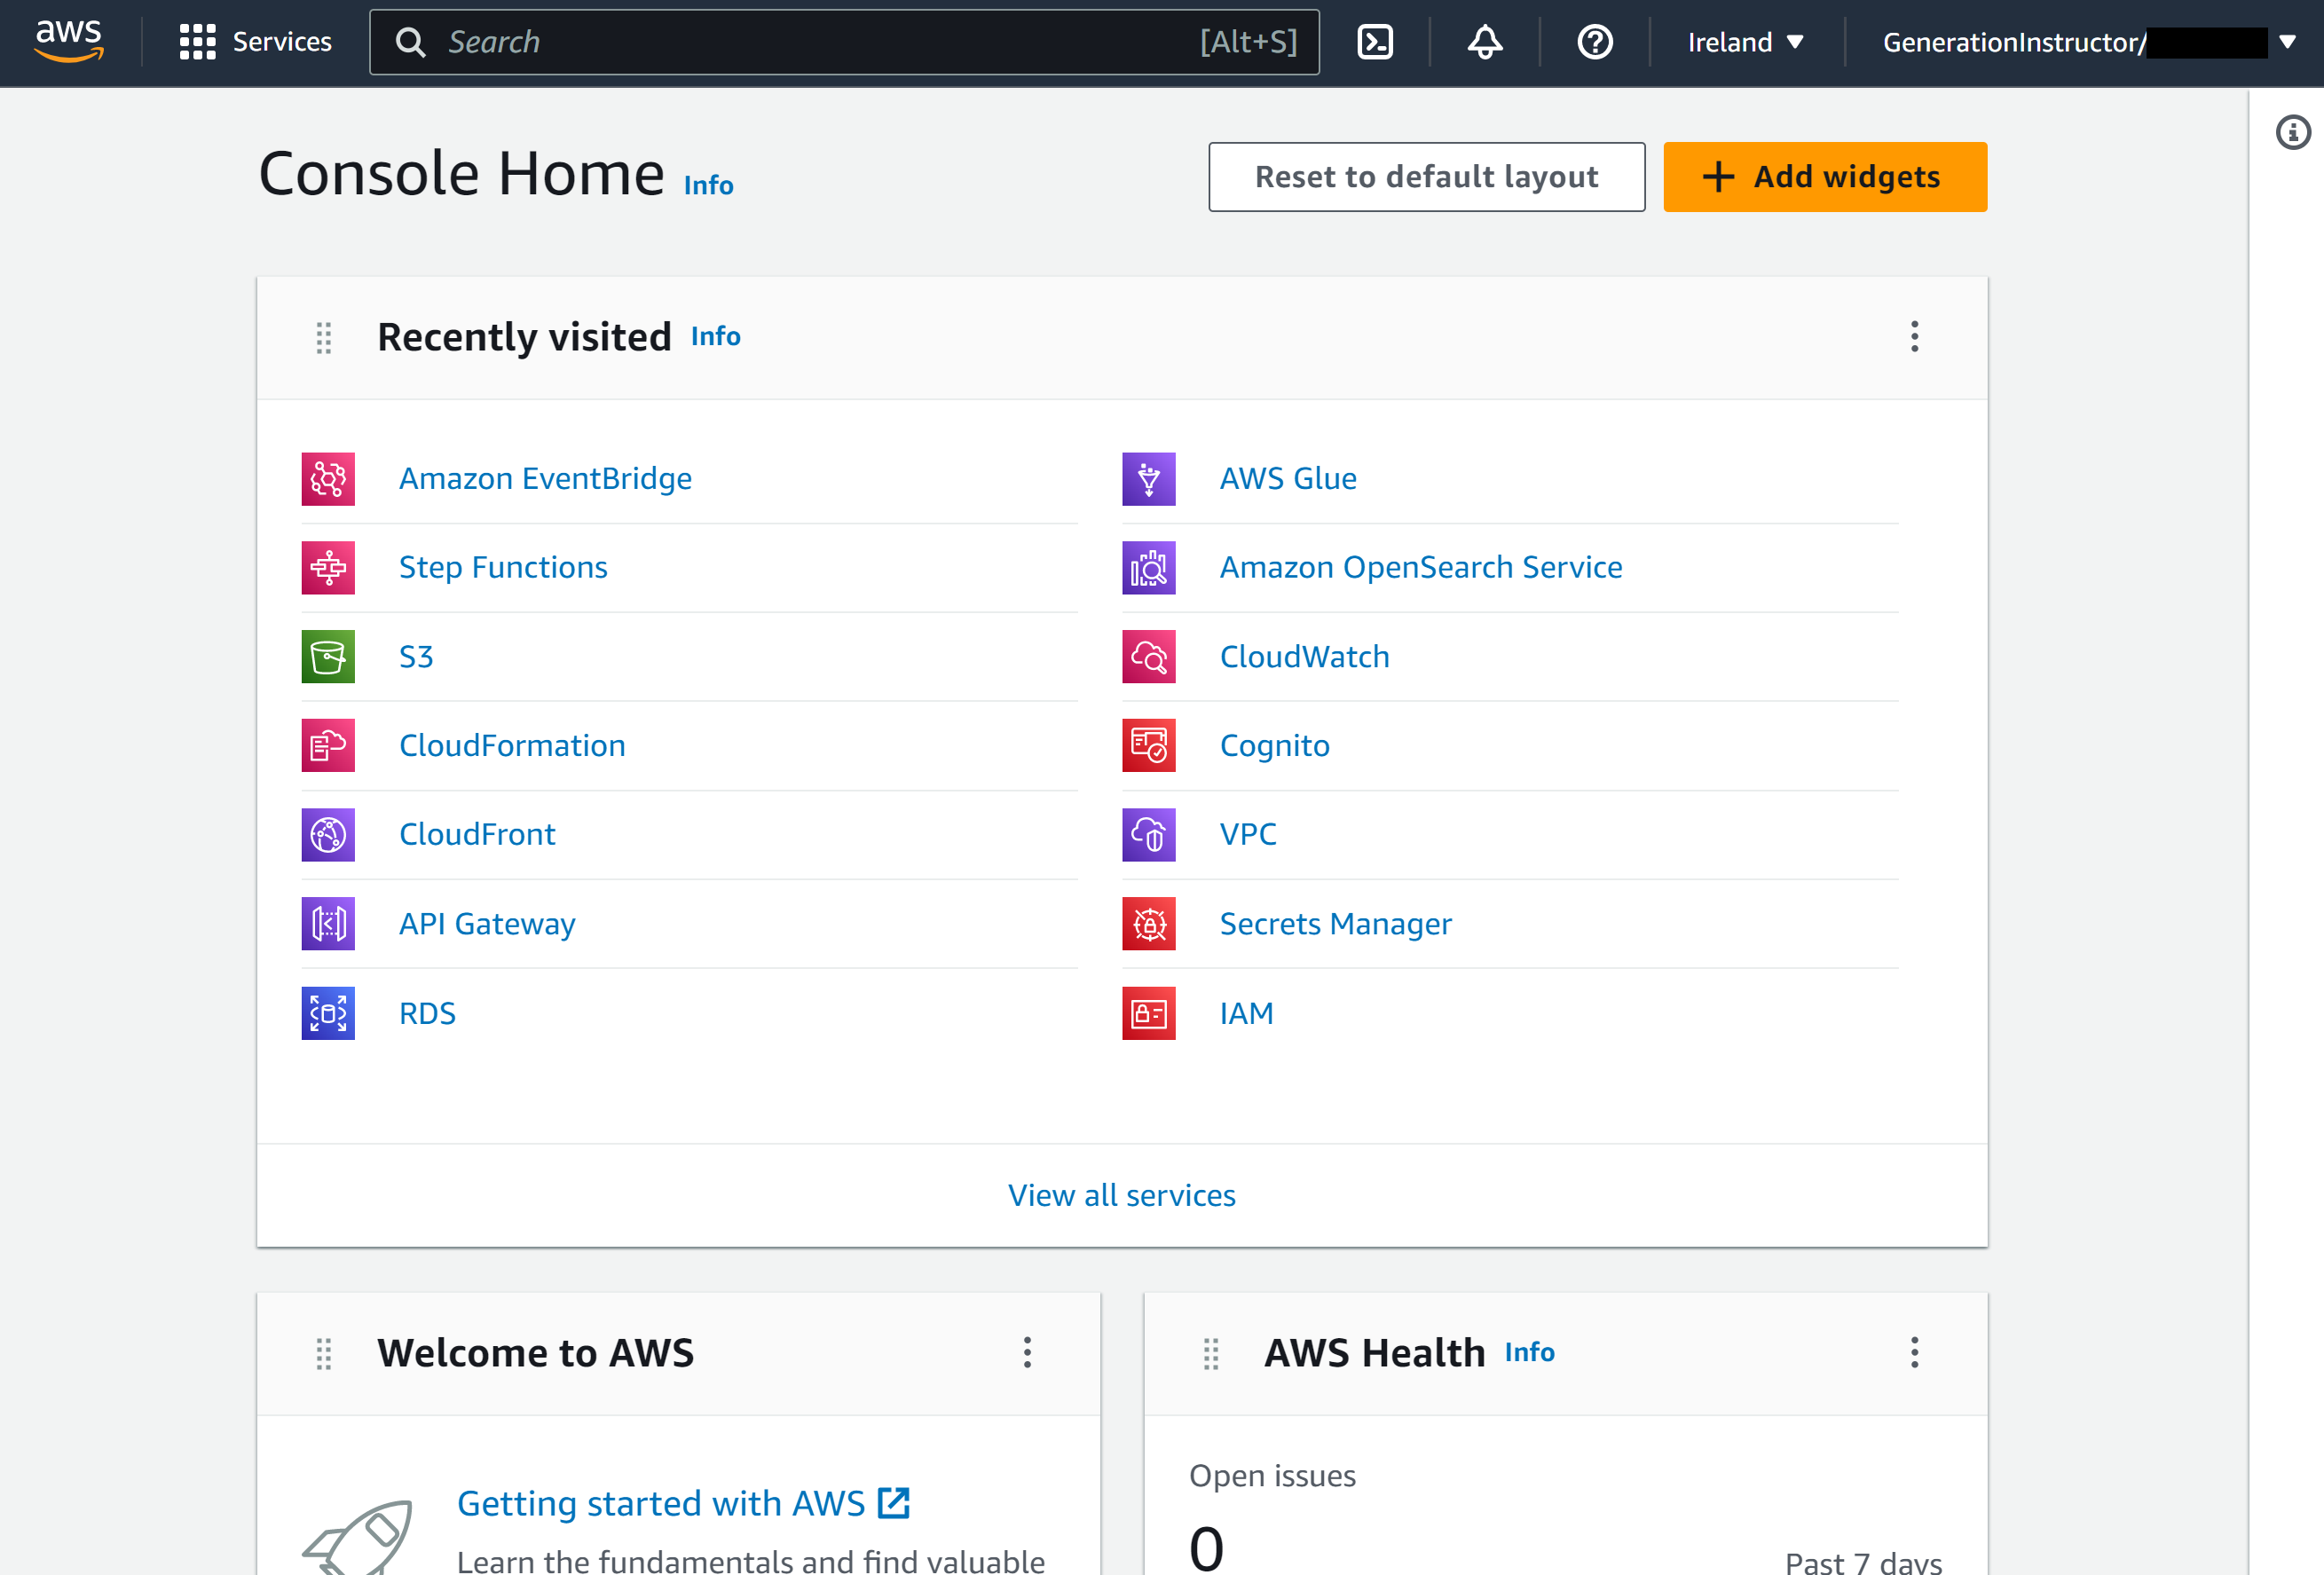 aws Services Search [Alt+S] Ireland GenerationInstructor/
Console Home Info Reset to default layout Add widgets
Recently visited Info
Amazon EventBridge
Step Functions
S3
CloudFormation
CloudFront
API Gateway
RDS
AWS Glue
Amazon OpenSearch Service
CloudWatch
Cognito
VPC
Secrets Manager
IAM
View all services
Welcome to AWS
Getting started with AWS
Learn the fundamentals and find valuable
AWS Health Info
Open issues
0
Past 7 days